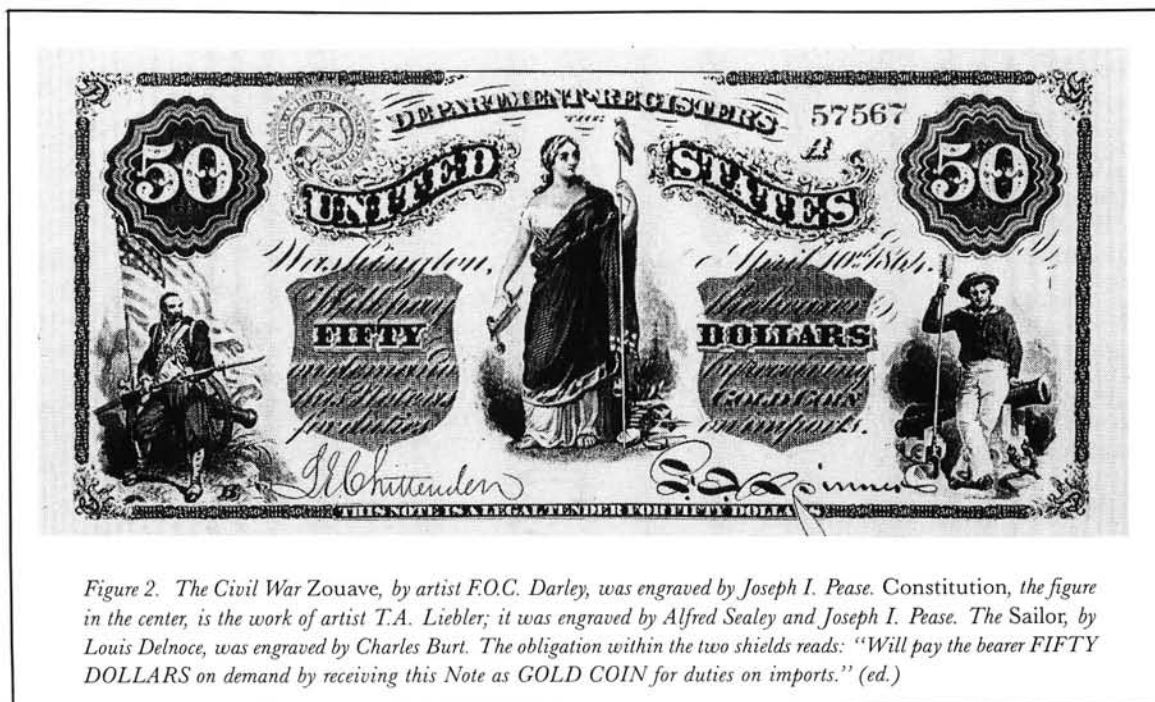 DEPARTMENT-REGISTERS
THE
57567
B
50
UNITED
STATES
50
Washington,
April 10th 1864.
Will pay
the bearer
FIFTY
DOLLARS
on demand
by receiving
this Note as
GOLD COIN
for duties
on imports.
B
L E Chittenden
F. E. Spinner
THIS NOTE IS A LEGAL TENDER FOR FIFTY DOLLARS
Figure 2. The Civil War Zouave, by artist F.O.C. Darley, was engraved by Joseph I. Pease. Constitution, the figure
in the center, is the work of artist T.A. Liebler; it was engraved by Alfred Sealey and Joseph I. Pease. The Sailor, by
Louis Delnoce, was engraved by Charles Burt. The obligation within the two shields reads: “Will pay the bearer FIFTY
DOLLARS on demand by receiving this Note as GOLD COIN for duties on imports.” (ed.)